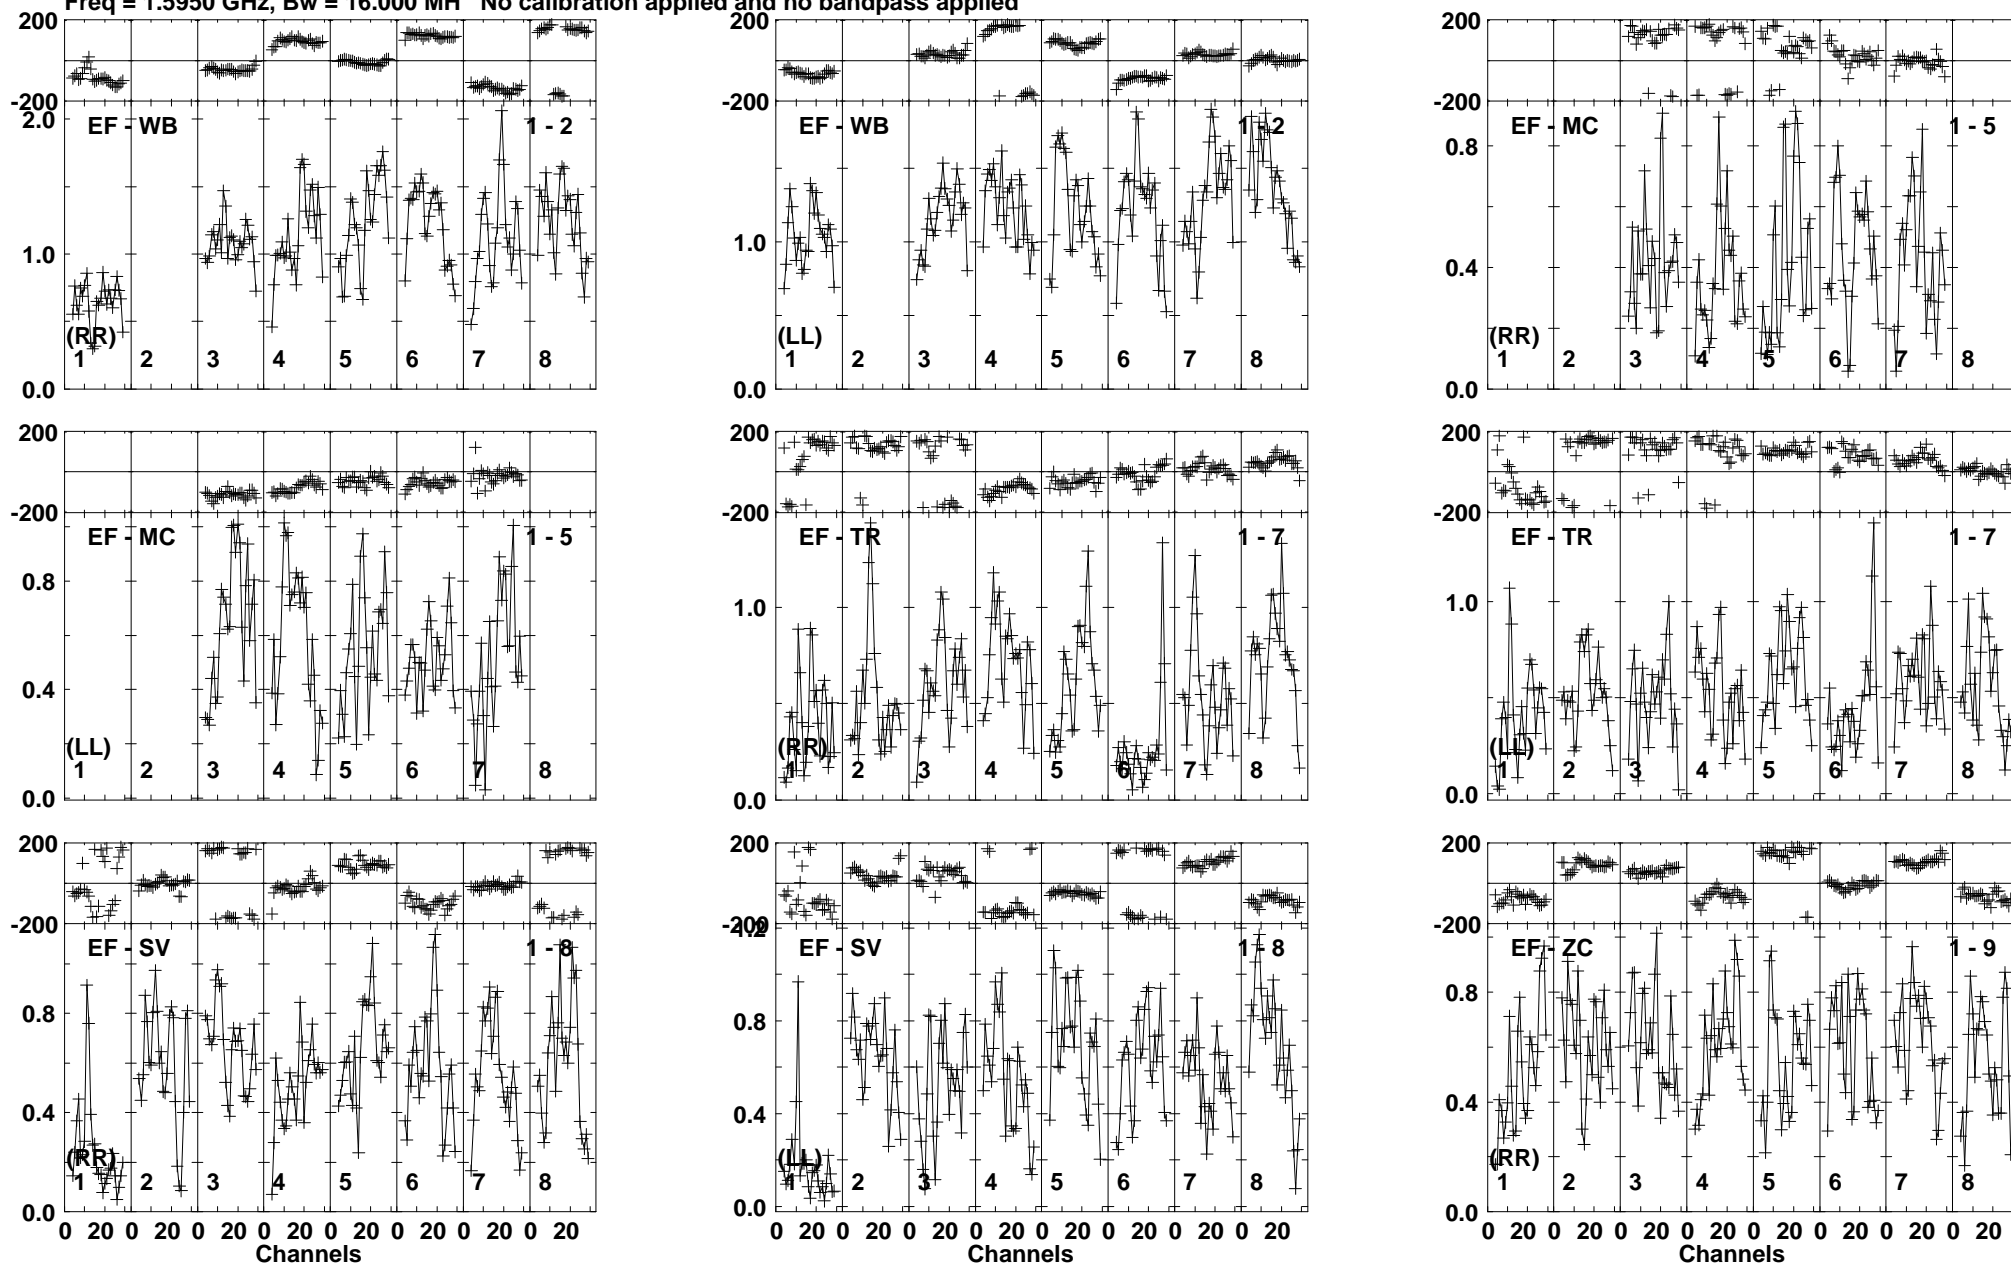 Freq = 1.5950 GHz, Bw = 16.000 MH No calibration applied and no bandpass applied
200 200 200
-200 -200 -200
2.0 EF - WB 1 - 2 EF - WB 1 - 2 EF - MC 1 - 5
0.8
1.0 1.0
0.4
(RR) (LL) (RR)
1 2 3 4 5 6 7 8 1 2 3 4 5 6 7 8 1 2 3 4 5 6 7 8
0.0 0.0 0.0
200 200 200
-200 -200 -200
EF - MC 1 - 5 EF - TR 1 - 7 EF - TR 1 - 7
0.8 1.0 1.0
0.4
(LL) (RR) (LL)
1 2 3 4 5 6 7 8 1 2 3 4 5 6 7 8 1 2 3 4 5 6 7 8
0.0 0.0 0.0
200 200 200
-200 -200 -200
1.2
EF - SV 1 - 8 EF - SV 1 - 8 EF - ZC 1 - 9
0.8 0.8 0.8
0.4 0.4 0.4
(RR) (LL) (RR)
1 2 3 4 5 6 7 8 1 2 3 4 5 6 7 8 1 2 3 4 5 6 7 8
0.0 0.0 0.0
0 20 0 20 0 20 0 20 0 20 0 20 0 20 0 20 0 20 0 20 0 20 0 20 0 20 0 20 0 20 0 20 0 20 0 20 0 20 0 20 0 20 0 20 0 20 0 20
Channels Channels Channels